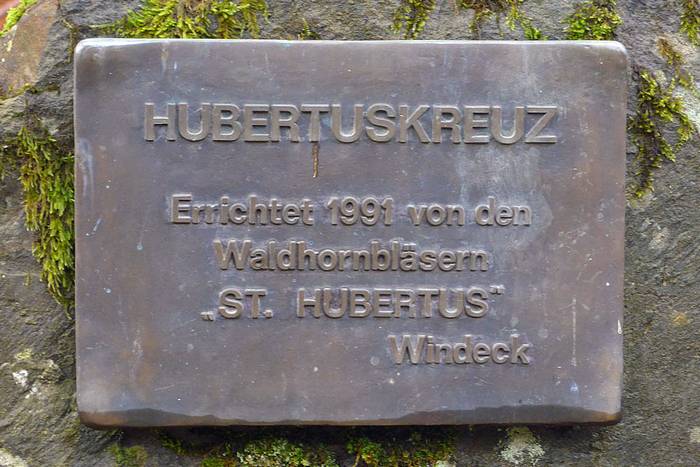 HUBERTUSKREUZ
Errichtet 1991 von den
Waldhornbläsern
„ST. HUBERTUS“
Windeck